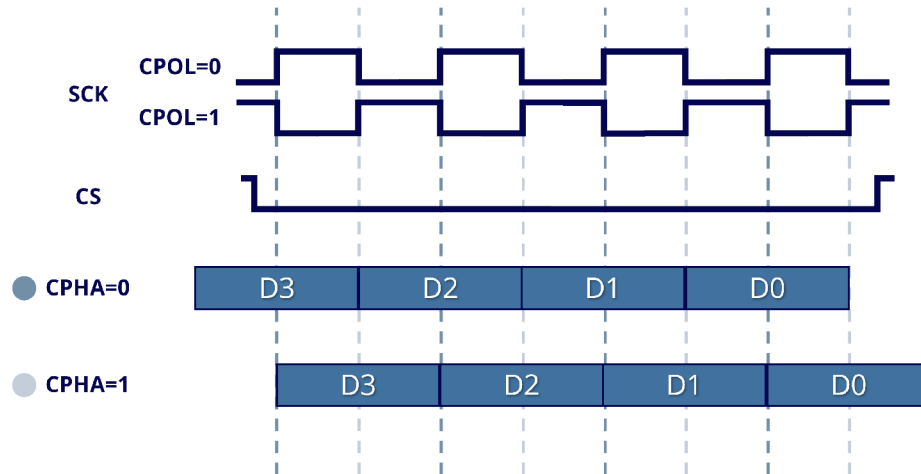 CPOL=0
SCK
CPOL=1
CS
CPHA=0 D3 D2 D1 D0
CPHA=1 D3 D2 D1 D0